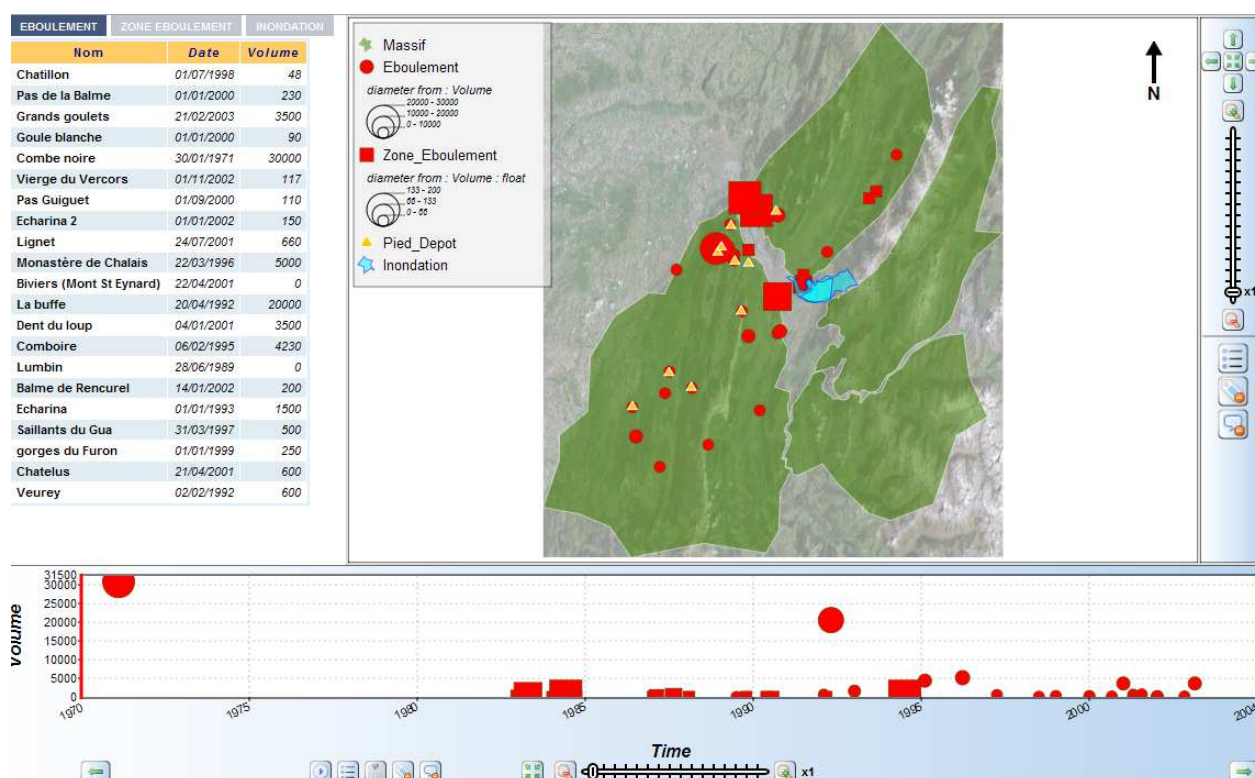 EBOULEMENT ZONE EBOULEMENT INONDATION
Nom Date Volume
Chatillon 01/07/1998 48
Pas de la Balme 01/01/2000 230
Grands goulets 21/02/2003 3500
Goule blanche 01/01/2000 90
Combe noire 30/01/1971 30000
Vierge du Vercors 01/11/2002 117
Pas Guiguet 01/09/2000 110
Echarina 2 01/01/2002 150
Lignet 24/07/2001 660
Monastère de Chalais 22/03/1996 5000
Biviers (Mont St Eynard) 22/04/2001 0
La buffe 20/04/1992 20000
Dent du loup 04/01/2001 3500
Comboire 06/02/1995 4230
Lumbin 28/06/1989 0
Balme de Rencurel 14/01/2002 200
Echarina 01/01/1993 1500
Saillants du Gua 31/03/1997 500
gorges du Furon 01/01/1999 250
Chatelus 21/04/2001 600
Veurey 02/02/1992 600
Massif
Eboulement
diameter from : Volume
20000 - 30000
10000 - 20000
0 - 10000
Zone_Eboulement
diameter from : Volume : float
133 - 200
66 - 133
0 - 66
Pied_Depot
Inondation
N
x1
Volume
31500
30000
25000
20000
15000
10000
5000
0
1970 1975 1980 1985 1990 1995 2000 2004
Time
x1